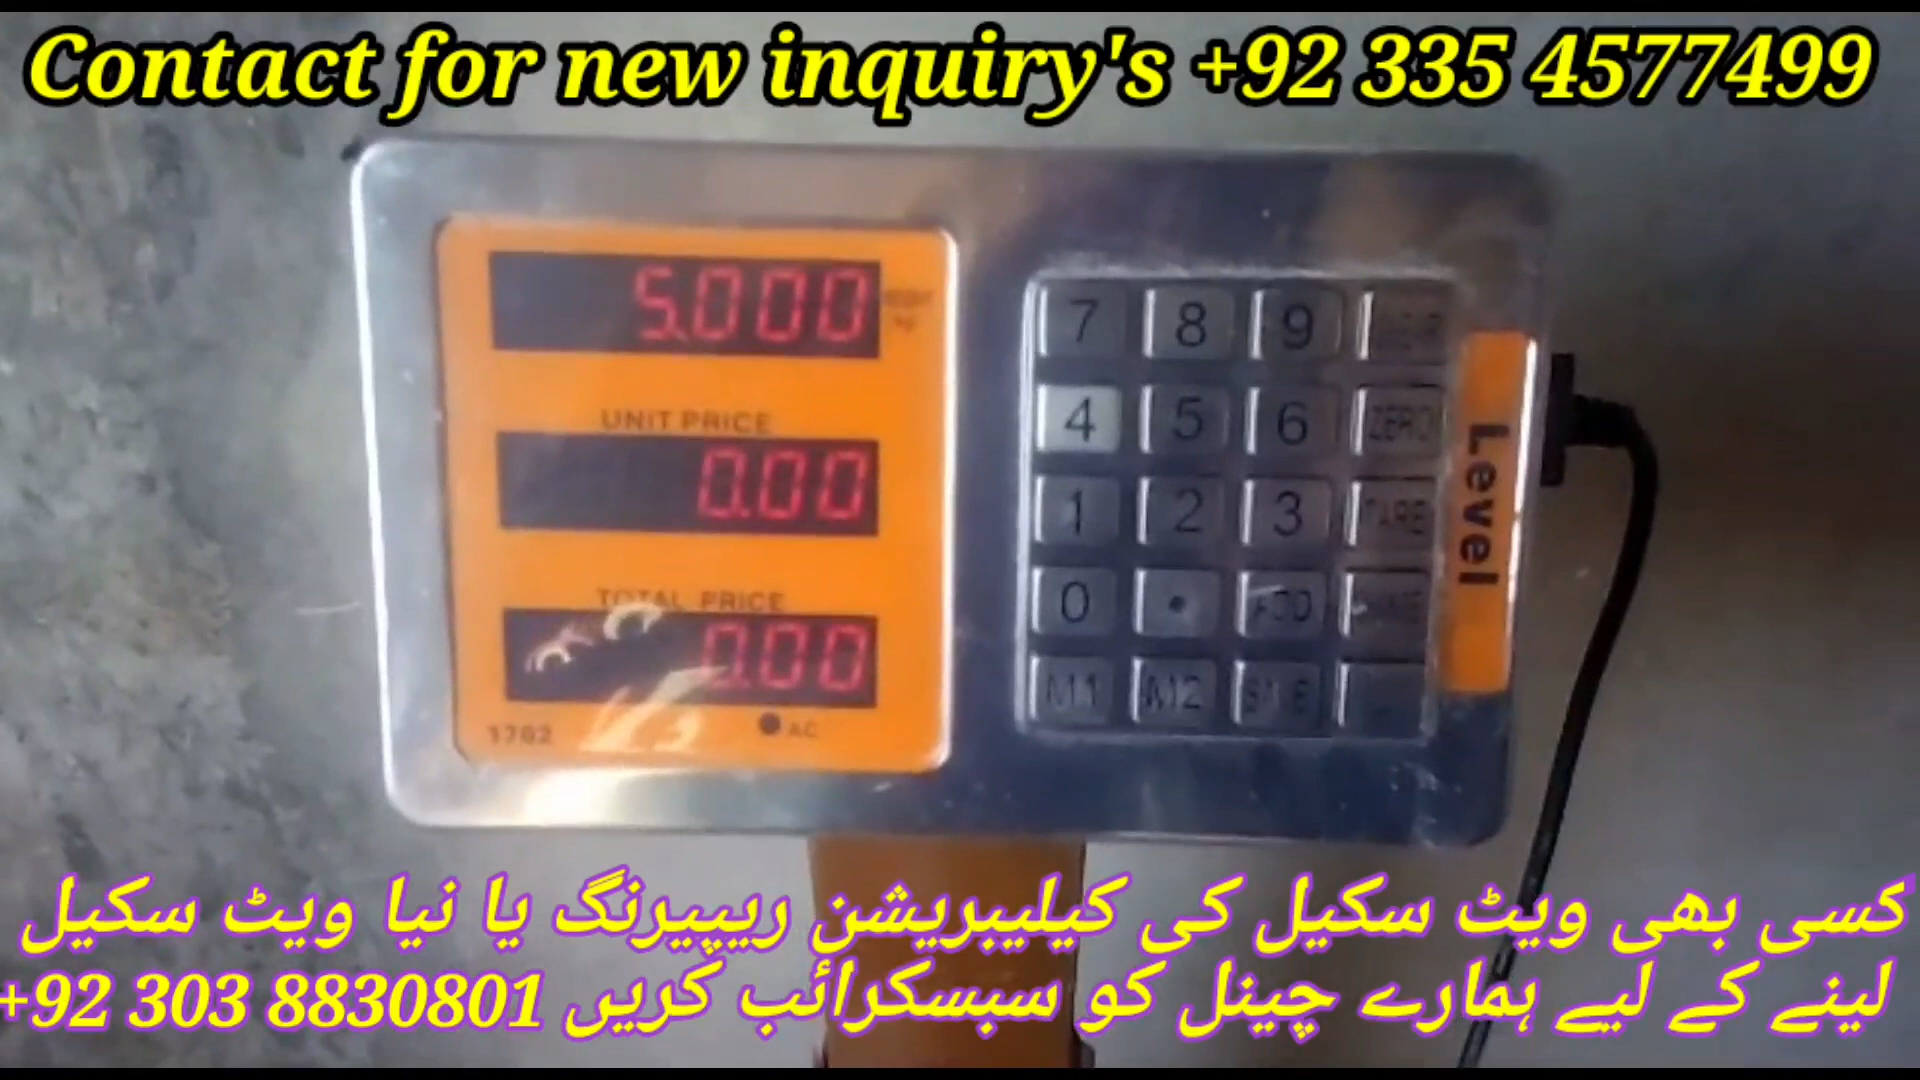 Contact for new inquiry's +92 335 4577499
5.000
UNIT PRICE
0.00
TOTAL PRICE
0.00
1702
AC
7 8 9
4 5 6 ZERO
1 2 3 TARE
0 . ADD
M1 M2
Level
کسی بھی ویٹ سکیل کی کیلیبریشن ریپیرنگ یا نیا ویٹ سکیل
لینے کے لیے ہمارے چینل کو سبسکرائب کریں +92 303 8830801